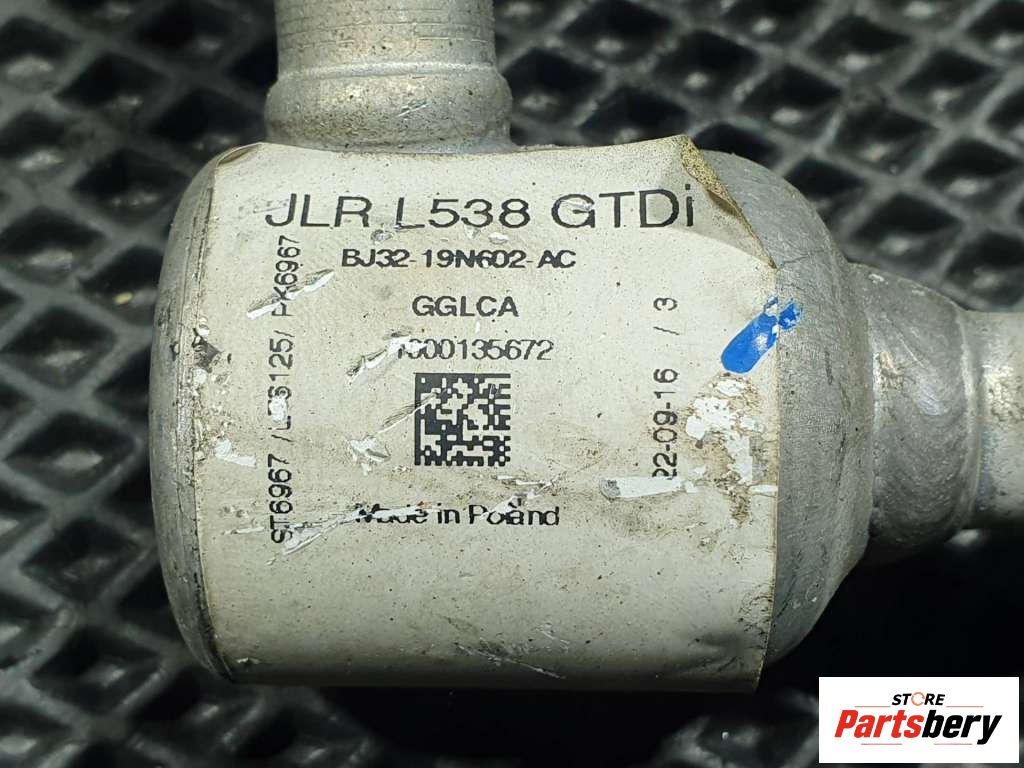 JLR L538 GTDi
BJ32-19N602-AC
GGLCA
1000135672
Made in Poland
ST6967 / 6125/ PK6967
22-09-16 / 3
STORE
Partsbery